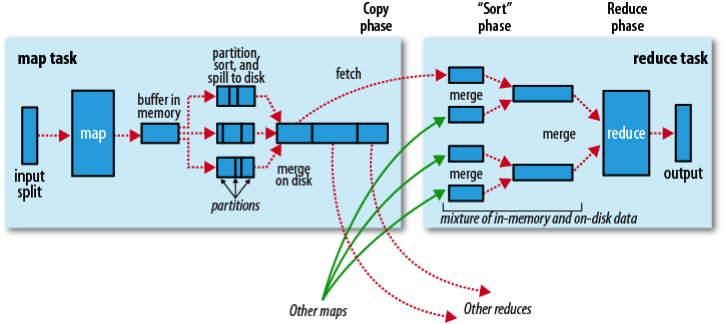 Copy
phase
“Sort”
phase
Reduce
phase
map task
partition,
sort, and
spill to disk
fetch
reduce task
buffer in
memory
merge
merge
map
reduce
input
split
merge
on disk
merge
output
partitions
mixture of in-memory and on-disk data
Other maps
Other reduces